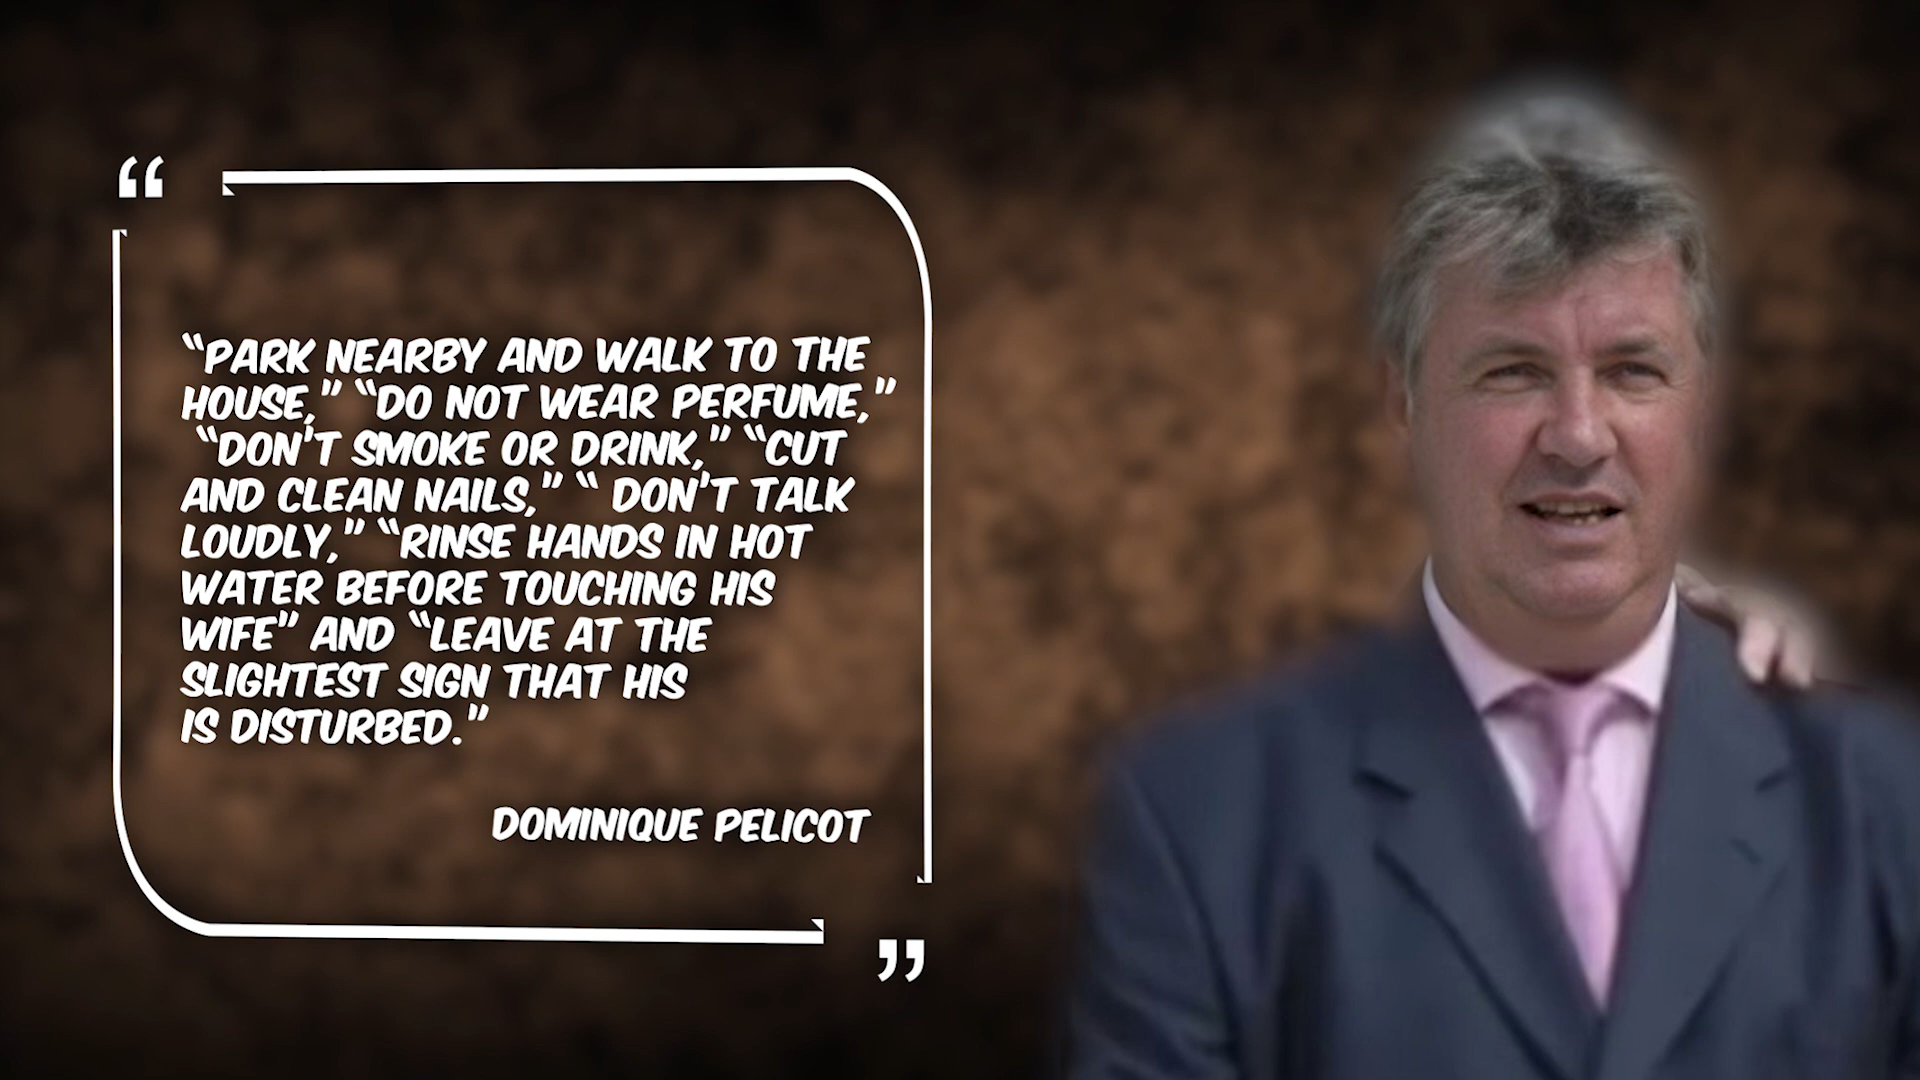 “
“PARK NEARBY AND WALK TO THE
HOUSE,” “DO NOT WEAR PERFUME,”
“DON'T SMOKE OR DRINK,” “CUT
AND CLEAN NAILS,” “ DON'T TALK
LOUDLY,” “RINSE HANDS IN HOT
WATER BEFORE TOUCHING HIS
WIFE” AND “LEAVE AT THE
SLIGHTEST SIGN THAT HIS
IS DISTURBED.”
DOMINIQUE PELICOT
”